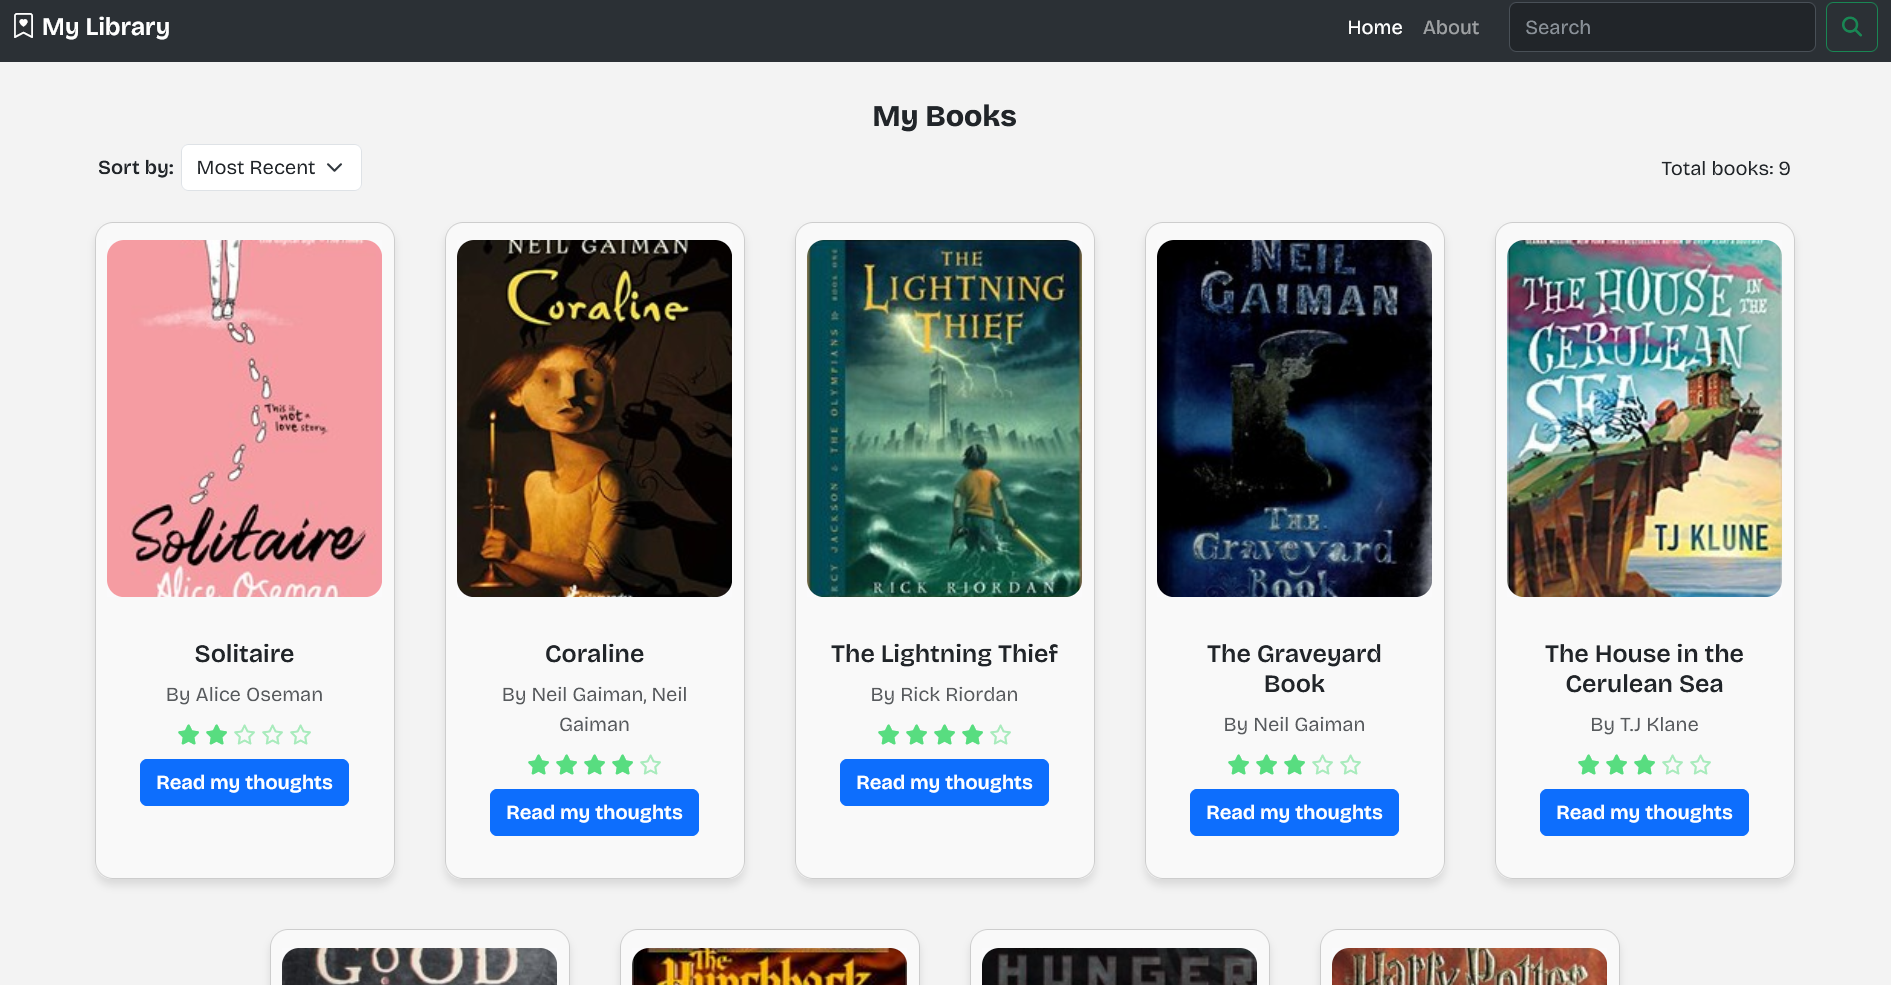 My Library
Home About Search
My Books
Sort by: Most Recent
Total books: 9
This is
not a
love story.
Solitaire
Alice Oseman
NEIL GAIMAN
Coraline
PERCY JACKSON & THE OLYMPIANS BOOK ONE
THE
LIGHTNING
THIEF
RICK RIORDAN
NEIL
GAIMAN
THE
Graveyard
Book
THE HOUSE IN
THE
CERULEAN
SEA
TJ KLUNE
Solitaire
By Alice Oseman
Read my thoughts
Coraline
By Neil Gaiman, Neil
Gaiman
Read my thoughts
The Lightning Thief
By Rick Riordan
Read my thoughts
The Graveyard
Book
By Neil Gaiman
Read my thoughts
The House in the
Cerulean Sea
By TJ Klane
Read my thoughts
GOOD
The
Hunchback
HUNGER
Harry Potter